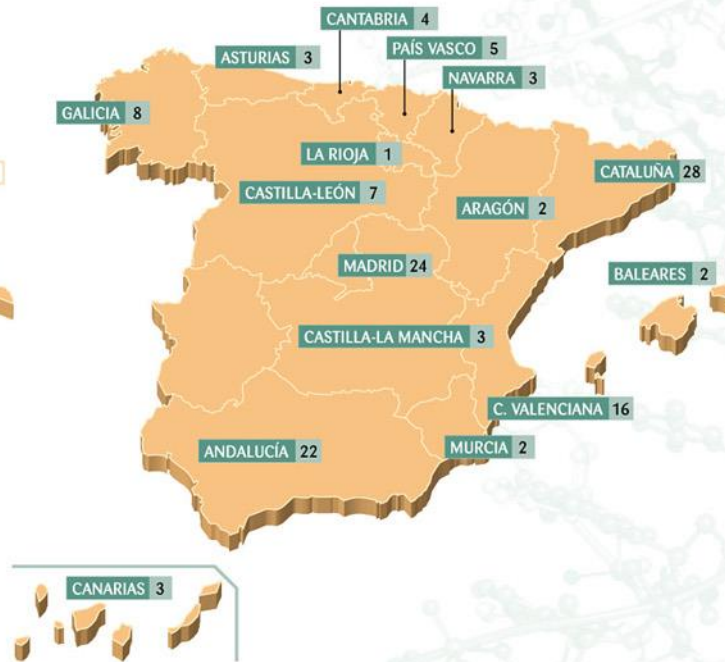 CANTABRIA 4
PAÍS VASCO 5
ASTURIAS 3
NAVARRA 3
GALICIA 8
LA RIOJA 1
CATALUÑA 28
CASTILLA-LEÓN 7
ARAGÓN 2
MADRID 24
BALEARES 2
CASTILLA-LA MANCHA 3
C. VALENCIANA 16
ANDALUCÍA 22
MURCIA 2
CANARIAS 3